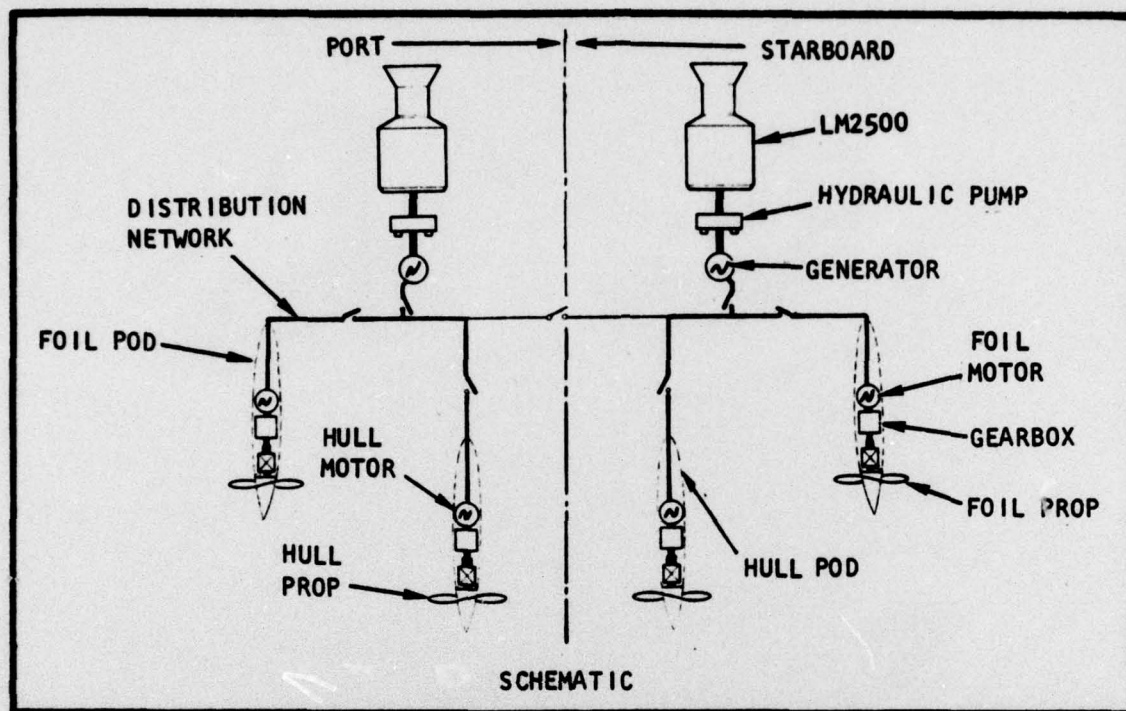 PORT
STARBOARD
LM2500
HYDRAULIC PUMP
DISTRIBUTION
NETWORK
GENERATOR
FOIL POD
FOIL
MOTOR
HULL
MOTOR
GEARBOX
FOIL PROP
HULL
PROP
HULL POD
SCHEMATIC